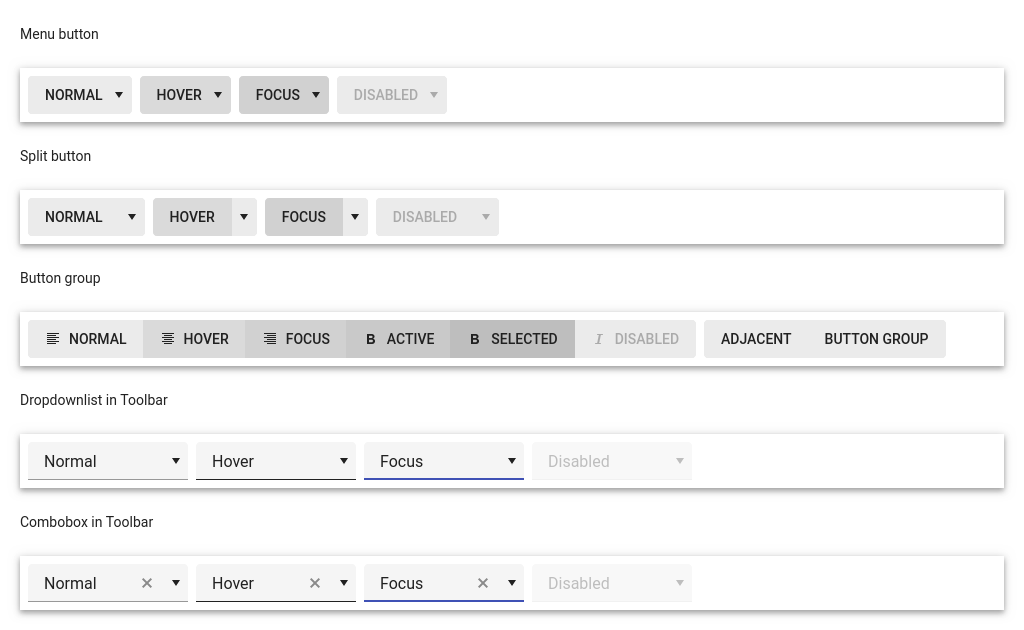 Menu button
NORMAL HOVER FOCUS DISABLED
Split button
NORMAL HOVER FOCUS DISABLED
Button group
NORMAL HOVER FOCUS B ACTIVE B SELECTED I DISABLED ADJACENT BUTTON GROUP
Dropdownlist in Toolbar
Normal Hover Focus Disabled
Combobox in Toolbar
Normal Hover Focus Disabled